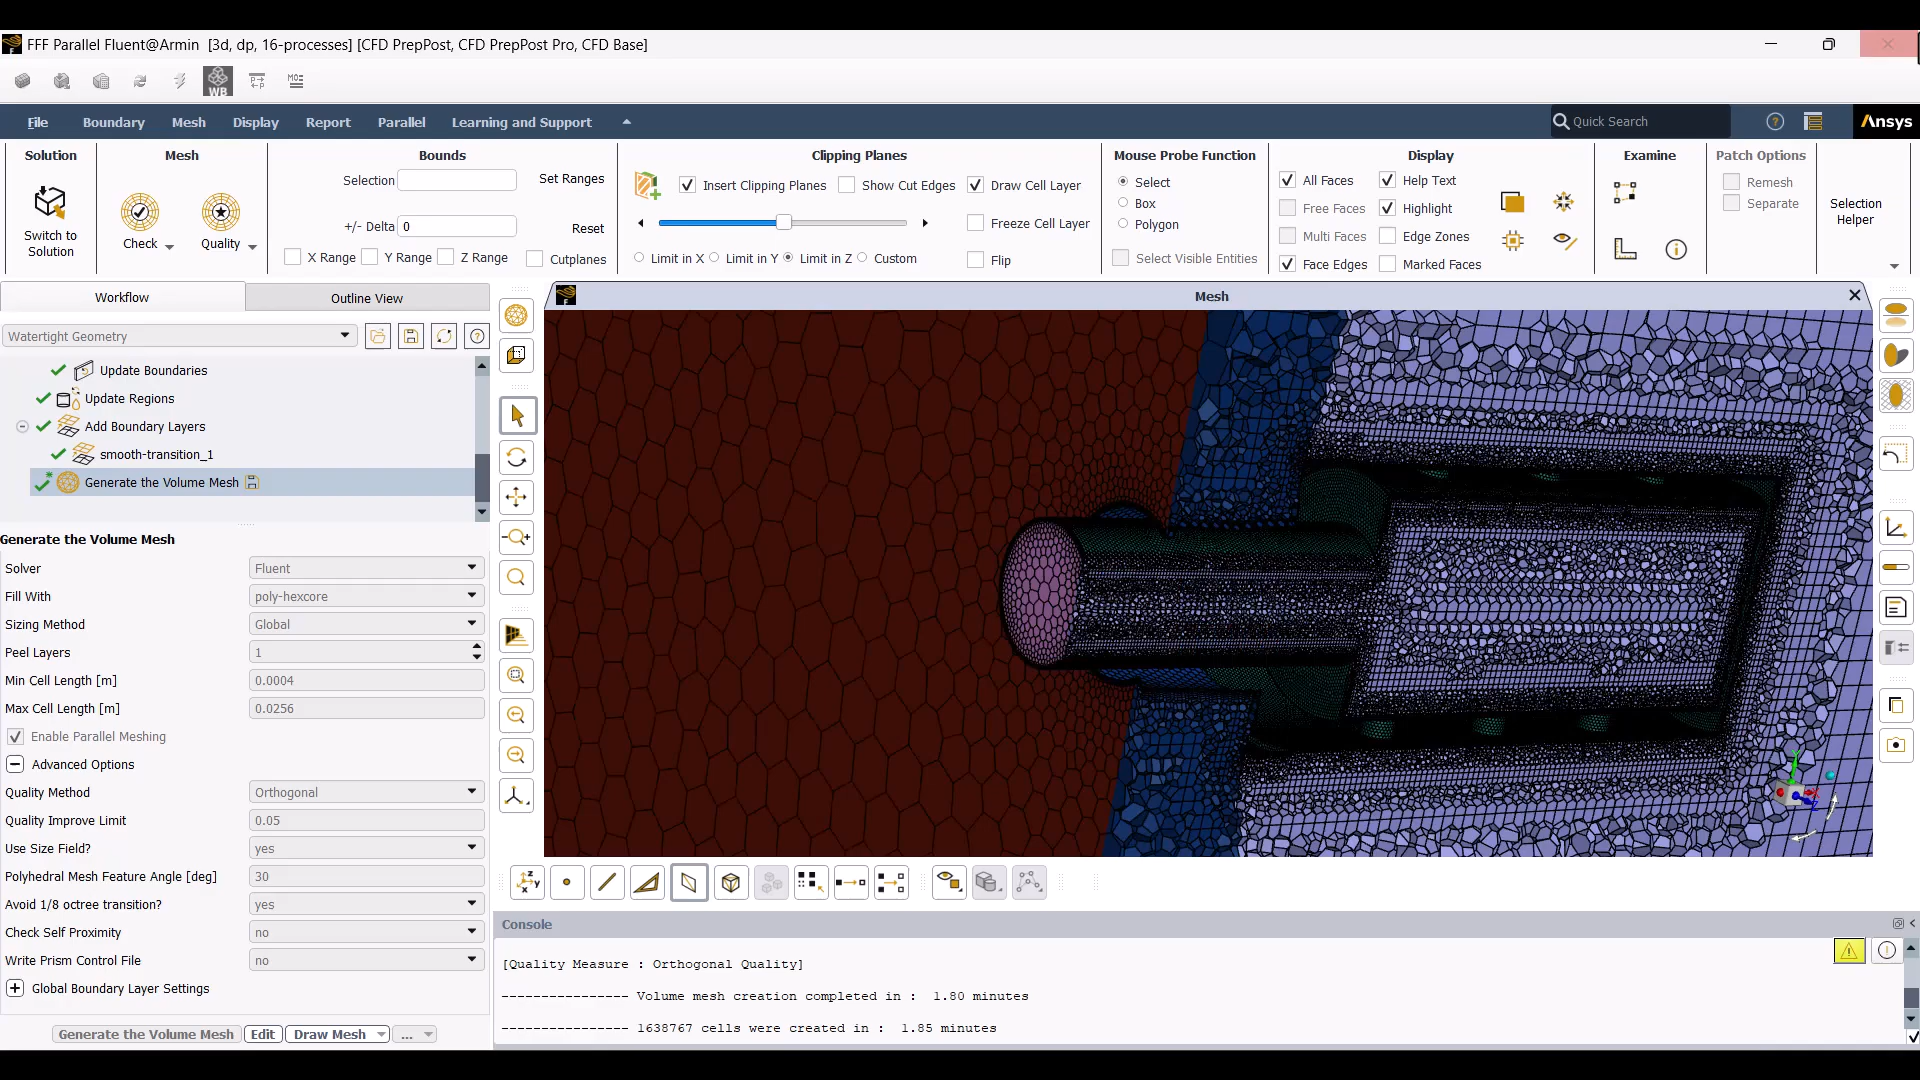 FFF Parallel Fluent@Armin [3d, dp, 16-processes] [CFD PrepPost, CFD PrepPost Pro, CFD Base]
WB
File Boundary Mesh Display Report Parallel Learning and Support Quick Search Ansys
Solution
Switch to
Solution
Mesh
Check
Quality
Bounds
Selection Set Ranges
+/- Delta 0 Reset
X Range Y Range Z Range Cutplanes
Clipping Planes
Insert Clipping Planes Show Cut Edges Draw Cell Layer
Freeze Cell Layer
Limit in X Limit in Y Limit in Z Custom Flip
Mouse Probe Function
Select
Box
Polygon
Select Visible Entities
Display
All Faces Help Text
Free Faces Highlight
Multi Faces Edge Zones
Face Edges Marked Faces
Examine
Patch Options
Remesh
Separate
Selection
Helper
Workflow Outline View
Watertight Geometry
Update Boundaries
Update Regions
Add Boundary Layers
smooth-transition_1
Generate the Volume Mesh
Generate the Volume Mesh
Solver Fluent
Fill With poly-hexcore
Sizing Method Global
Peel Layers 1
Min Cell Length [m] 0.0004
Max Cell Length [m] 0.0256
Enable Parallel Meshing
Advanced Options
Quality Method Orthogonal
Quality Improve Limit 0.05
Use Size Field? yes
Polyhedral Mesh Feature Angle [deg] 30
Avoid 1/8 octree transition? yes
Check Self Proximity no
Write Prism Control File no
Global Boundary Layer Settings
Generate the Volume Mesh Edit Draw Mesh ...
Mesh
Console
[Quality Measure : Orthogonal Quality]
---------------- Volume mesh creation completed in : 1.80 minutes
---------------- 1638767 cells were created in : 1.85 minutes